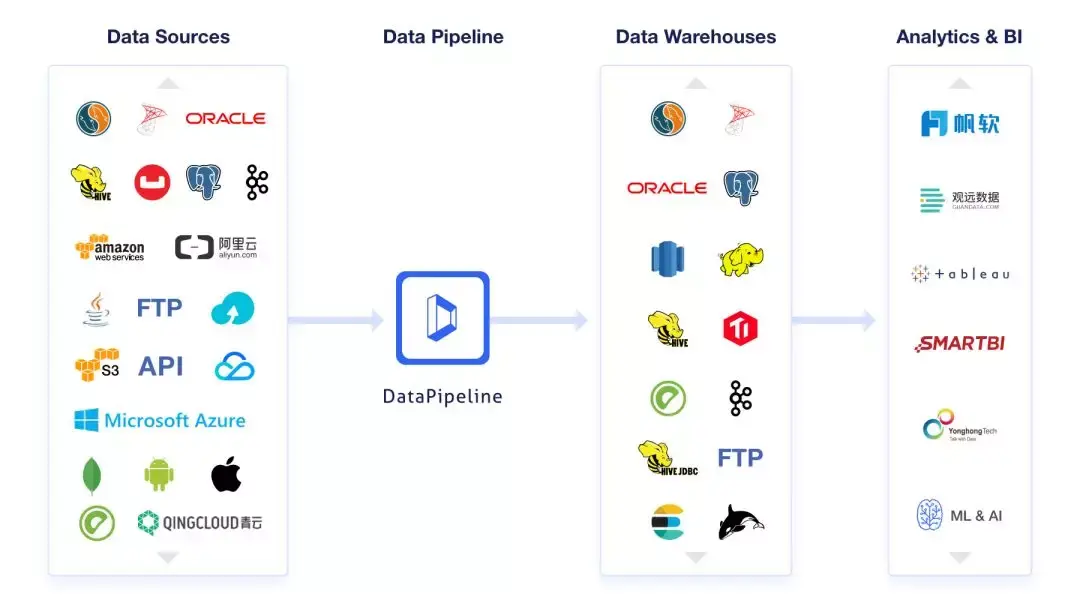 Data Sources
Data Pipeline
Data Warehouses
Analytics & BI
ORACLE
HIVE
amazon
web services
阿里云
aliyun.com
FTP
S3
API
Microsoft Azure
QINGCLOUD青云
DataPipeline
ORACLE
HIVE
Ti
HIVE JDBC
FTP
帆软
观远数据
GUANDATA.COM
+ableau
SMARTBI
YonghongTech
Talk with Data
ML & AI